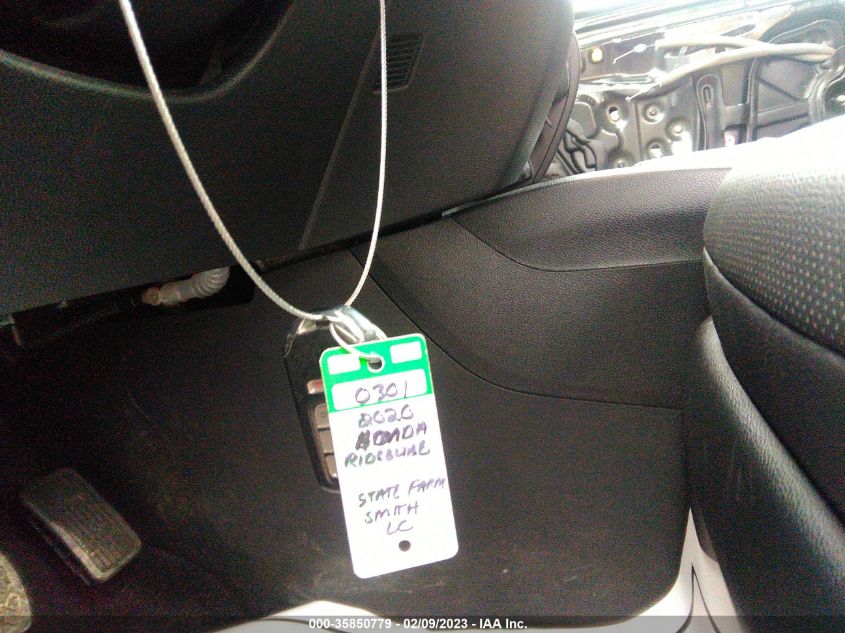 0301
2020
HONDA
RIDGELINE
STATE FARM
SMITH
LC
000-35850779 - 02/09/2023 - IAA Inc.